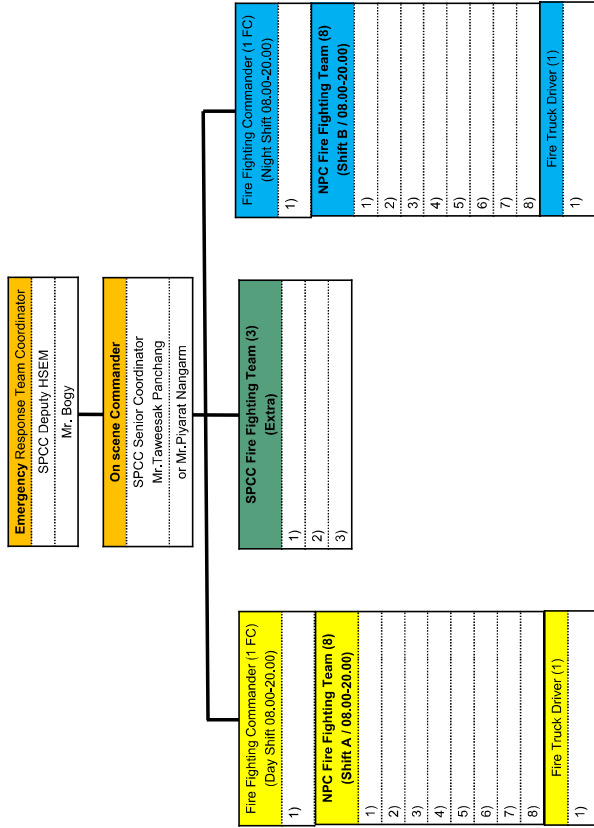 Emergency Response Team Coordinator
SPCC Deputy HSEM
Mr. Bogy
On scene Commander
SPCC Senior Coordinator
Mr.Taweesak Panchang
or Mr.Piyarat Nangarm
Fire Fighting Commander (1 FC)
(Day Shift 08.00-20.00)
1)
NPC Fire Fighting Team (8)
(Shift A / 08.00-20.00)
1)
2)
3)
4)
5)
6)
7)
8)
Fire Truck Driver (1)
1)
SPCC Fire Fighting Team (3)
(Extra)
1)
2)
3)
Fire Fighting Commander (1 FC)
(Night Shift 08.00-20.00)
1)
NPC Fire Fighting Team (8)
(Shift B / 08.00-20.00)
1)
2)
3)
4)
5)
6)
7)
8)
Fire Truck Driver (1)
1)